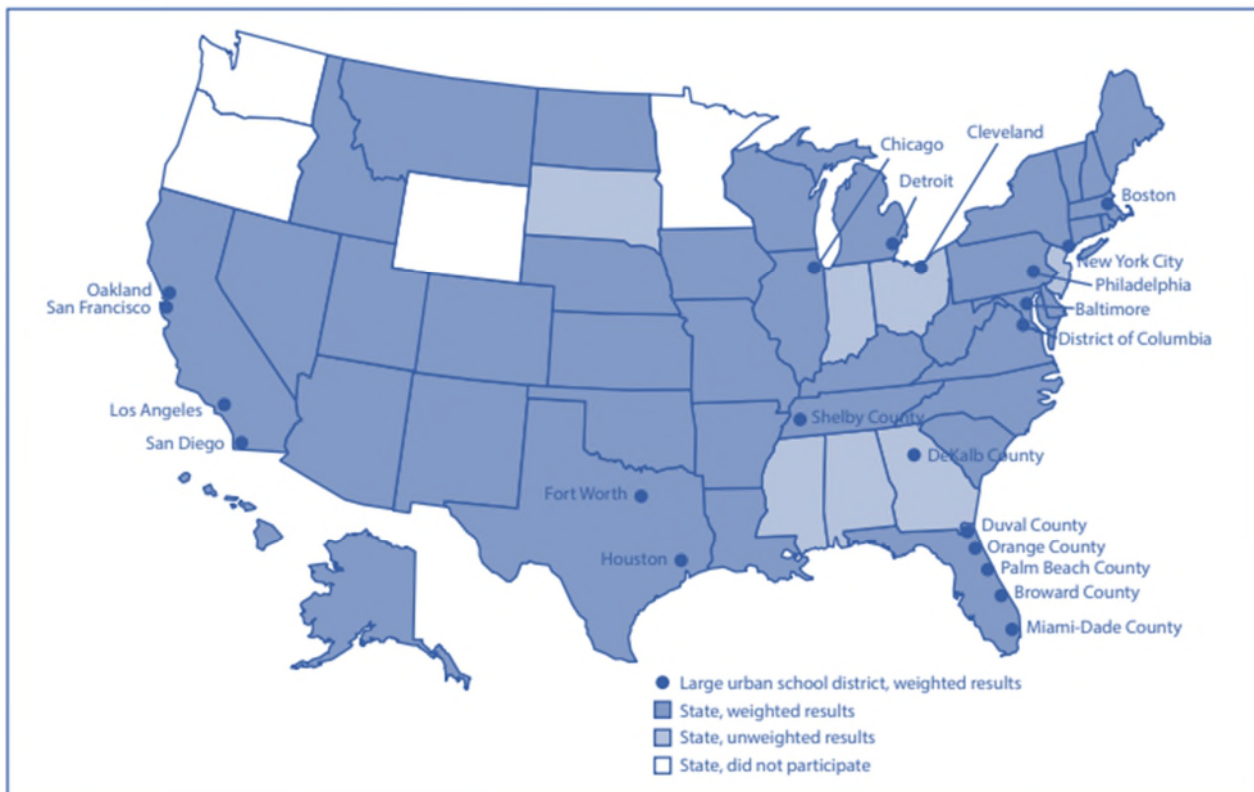 Cleveland
Chicago
Detroit
Boston
New York City
Philadelphia
Oakland
San Francisco
Baltimore
District of Columbia
Los Angeles
Shelby County
San Diego
DeKalb County
Fort Worth
Duval County
Orange County
Houston
Palm Beach County
Broward County
Miami-Dade County
Large urban school district, weighted results
State, weighted results
State, unweighted results
State, did not participate